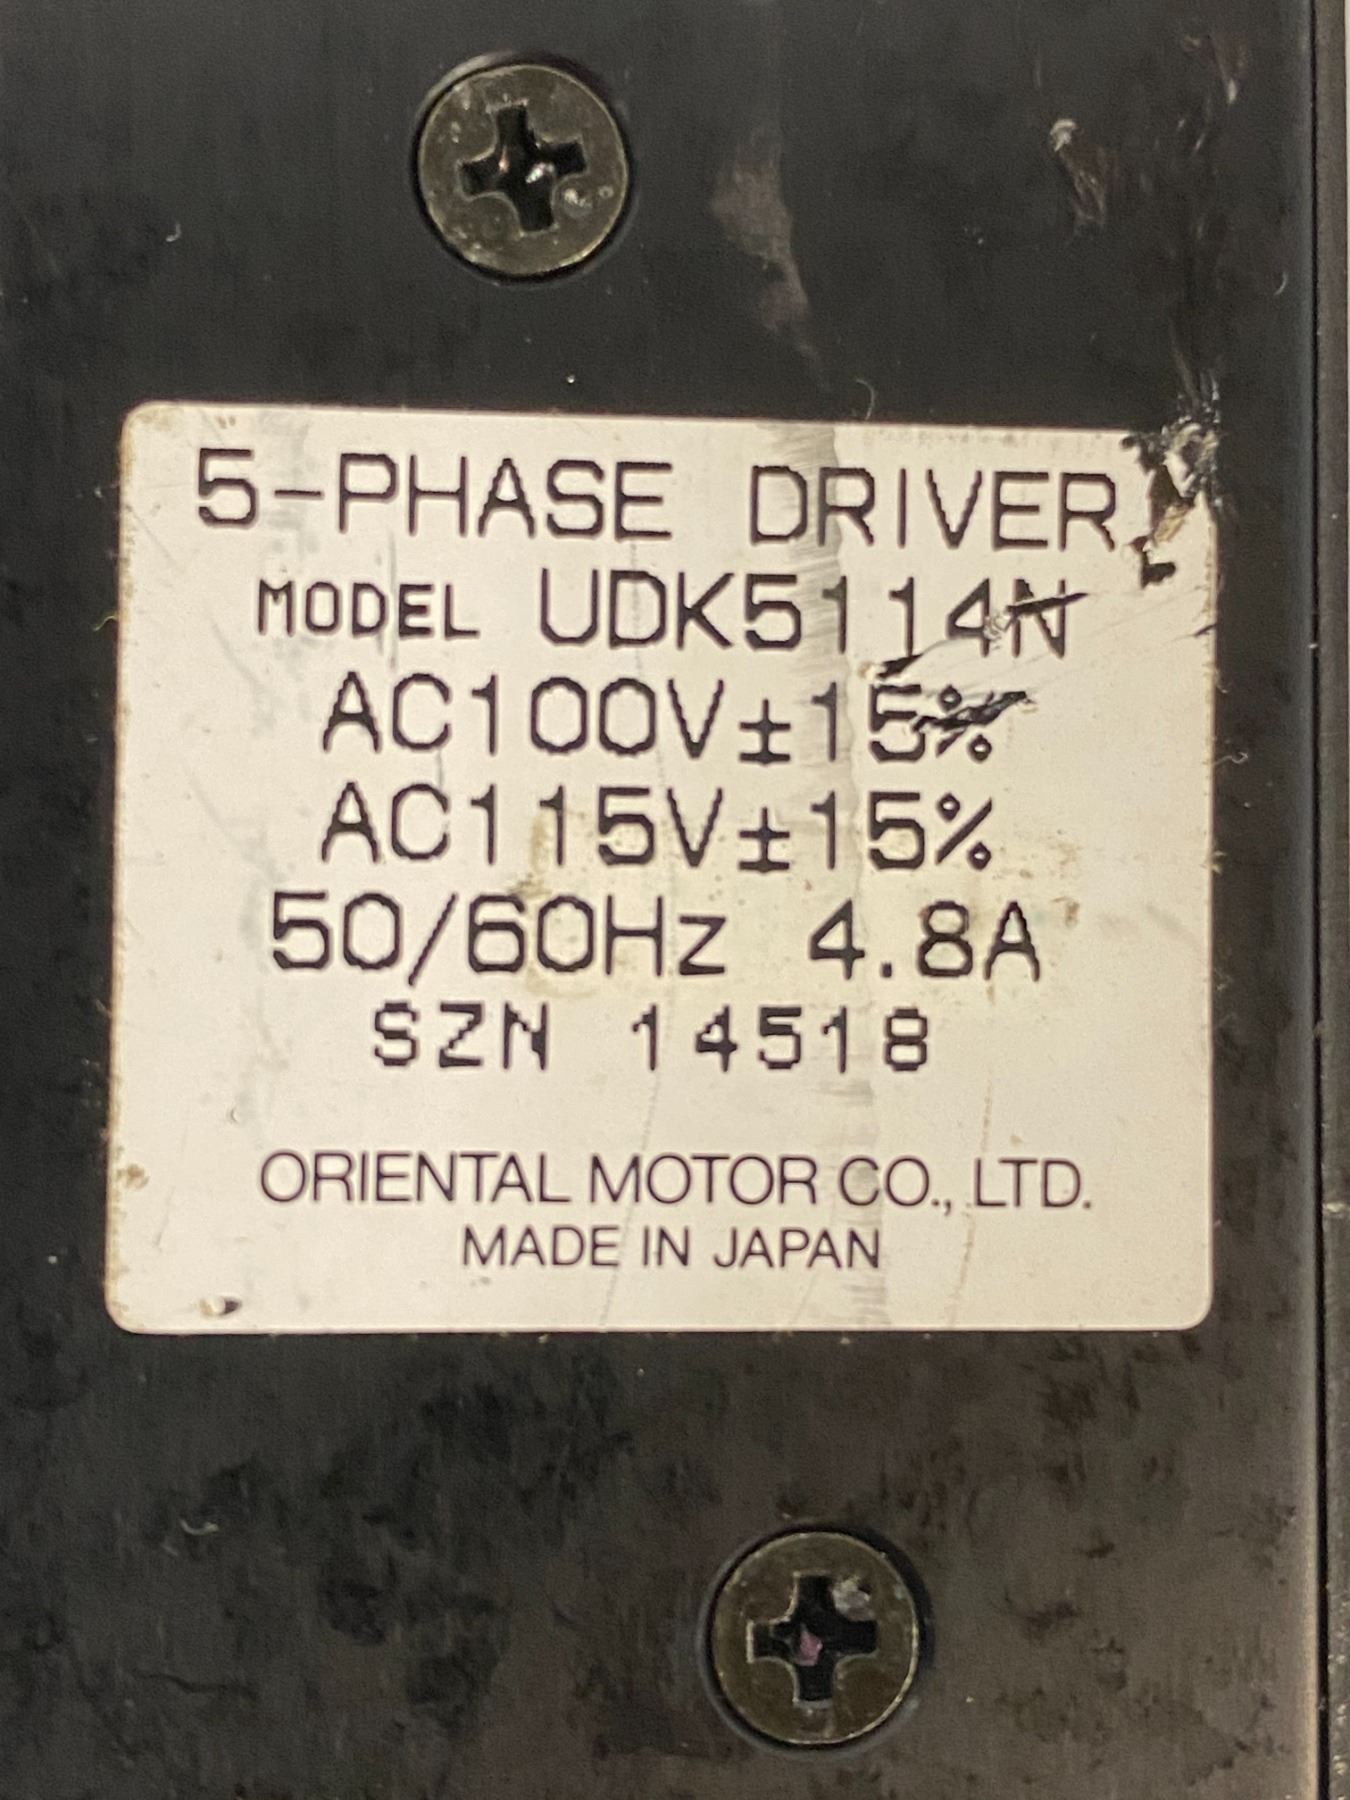 5-PHASE DRIVER
MODEL UDK5114N
AC100V±15%
AC115V±15%
50/60Hz 4.8A
SZN 14518
ORIENTAL MOTOR CO., LTD.
MADE IN JAPAN